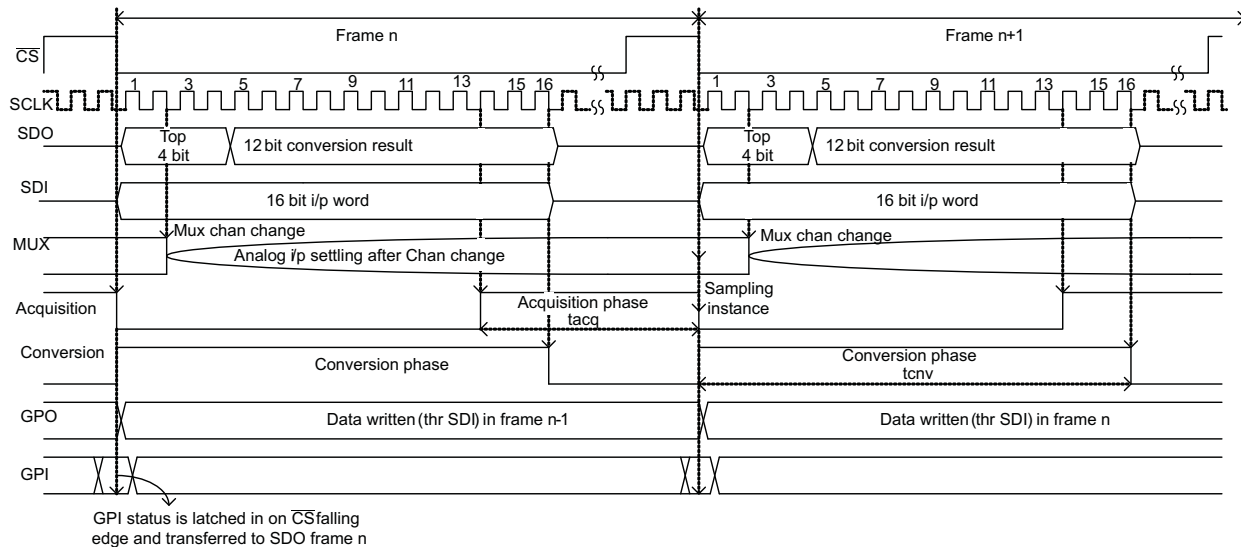 Frame n
Frame n+1
CS
1 3 5 7 9 11 13 15 16 1 3 5 7 9 11 13 15 16
SCLK
SDO
Top
4 bit
12 bit conversion result
Top
4 bit
12 bit conversion result
SDI
16 bit i/p word
16 bit i/p word
MUX
Mux chan change
Analog i/p settling after Chan change
Mux chan change
Acquisition
Acquisition phase
tacq
Sampling
instance
Conversion
Conversion phase
Conversion phase
tcnv
GPO
Data written (thr SDI) in frame n-1
Data written (thr SDI) in frame n
GPI
GPI status is latched in on CS falling
edge and transferred to SDO frame n